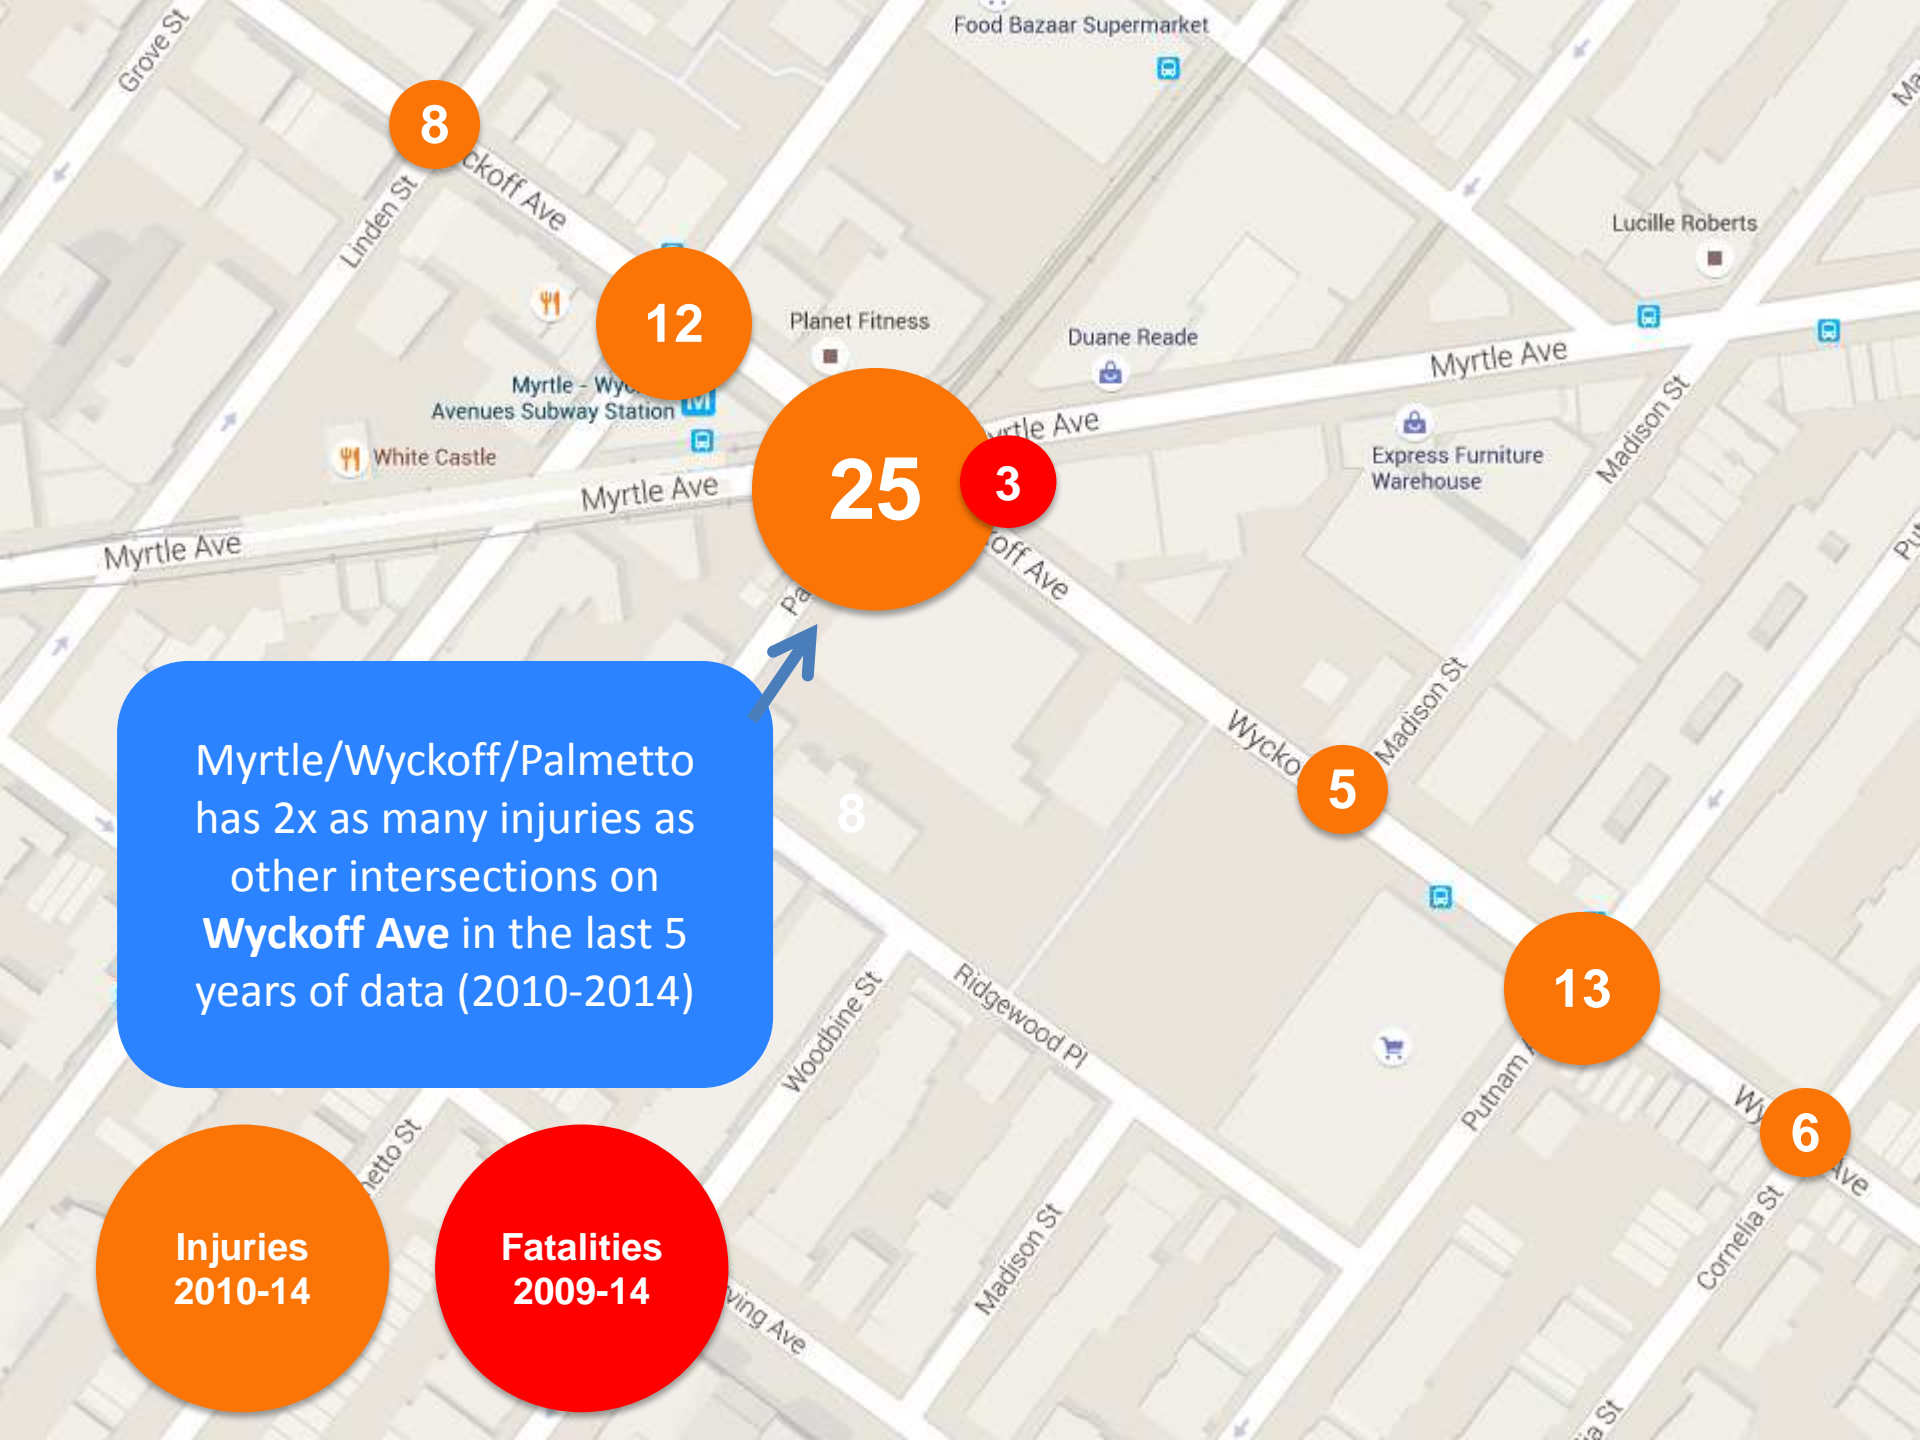 Food Bazaar Supermarket
Grove St
8
ckoff Ave
Linden St
Lucille Roberts
12
Planet Fitness
Duane Reade
Myrtle Ave
Myrtle - Wy
Avenues Subway Station
Madison St
yrtle Ave
White Castle
25
3
Express Furniture
Warehouse
Myrtle Ave
Myrtle Ave
off Ave
Pa
Madison St
Wycko
5
8
Myrtle/Wyckoff/Palmetto
has 2x as many injuries as
other intersections on
Wyckoff Ave in the last 5
years of data (2010-2014)
13
Woodbine St
Ridgewood Pl
Putnam
Wy
6
Ave
etto St
Cornelia St
Madison St
Injuries
2010-14
Fatalities
2009-14
ving Ave